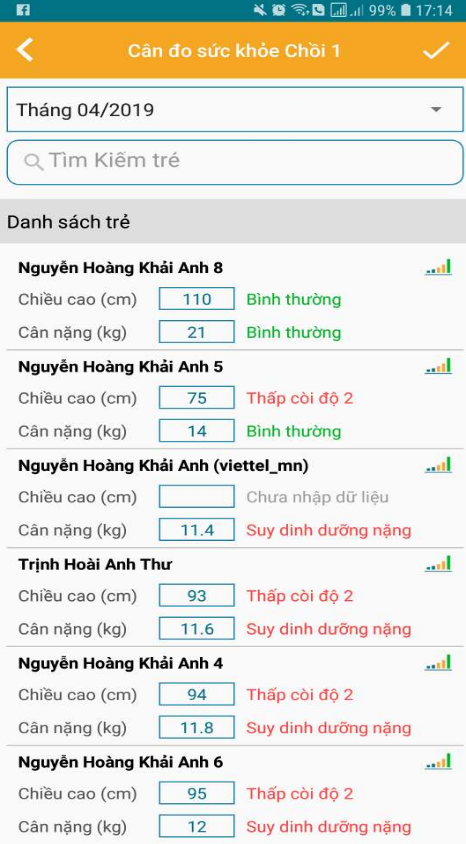 99% 17:14
Cân đo sức khỏe Chồi 1
Tháng 04/2019
Tìm Kiếm trẻ
Danh sách trẻ
Nguyễn Hoàng Khải Anh 8
Chiều cao (cm) 110 Bình thường
Cân nặng (kg) 21 Bình thường
Nguyễn Hoàng Khải Anh 5
Chiều cao (cm) 75 Thấp còi độ 2
Cân nặng (kg) 14 Bình thường
Nguyễn Hoàng Khải Anh (viettel_mn)
Chiều cao (cm) Chưa nhập dữ liệu
Cân nặng (kg) 11.4 Suy dinh dưỡng nặng
Trịnh Hoài Anh Thư
Chiều cao (cm) 93 Thấp còi độ 2
Cân nặng (kg) 11.6 Suy dinh dưỡng nặng
Nguyễn Hoàng Khải Anh 4
Chiều cao (cm) 94 Thấp còi độ 2
Cân nặng (kg) 11.8 Suy dinh dưỡng nặng
Nguyễn Hoàng Khải Anh 6
Chiều cao (cm) 95 Thấp còi độ 2
Cân nặng (kg) 12 Suy dinh dưỡng nặng